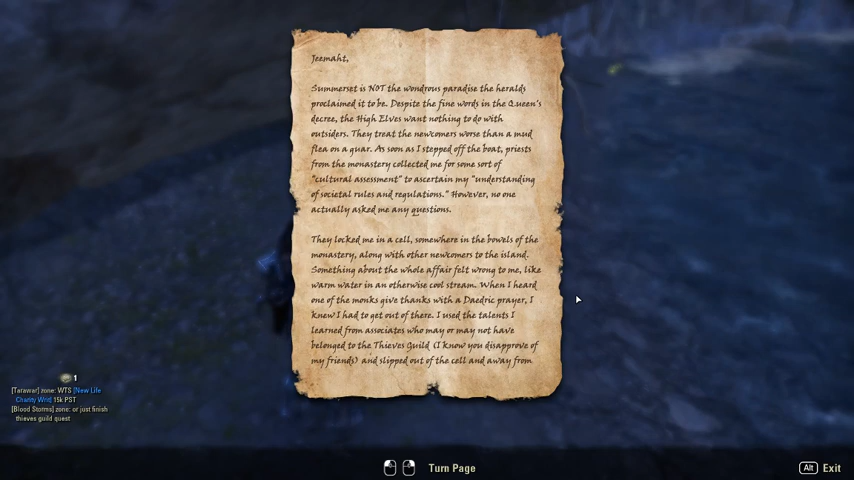 Jeemaht,
Summerset is NOT the wondrous paradise the heralds
proclaimed it to be. Despite the fine words in the Queen's
decree, the High Elves want nothing to do with
outsiders. They treat the newcomers worse than a mud
flea on a guar. As soon as I stepped off the boat, priests
from the monastery collected me for some sort of
"cultural assessment" to ascertain my "understanding
of societal rules and regulations." However, no one
actually asked me any questions.
They locked me in a cell, somewhere in the bowels of the
monastery, along with other newcomers to the island.
Something about the whole affair felt wrong to me, like
warm water in an otherwise cool stream. When I heard
one of the monks give thanks with a Daedric prayer, I
knew I had to get out of there. I used the talents I
learned from associates who may or may not have
belonged to the Thieves Guild (I know you disapprove of
my friends) and slipped out of the cell and away from
1
[Tarawar] zone: WTS [New Life
Charity Writ] 15k PST
[Blood Storms] zone: or just finish
thieves guild quest
Turn Page
Alt Exit